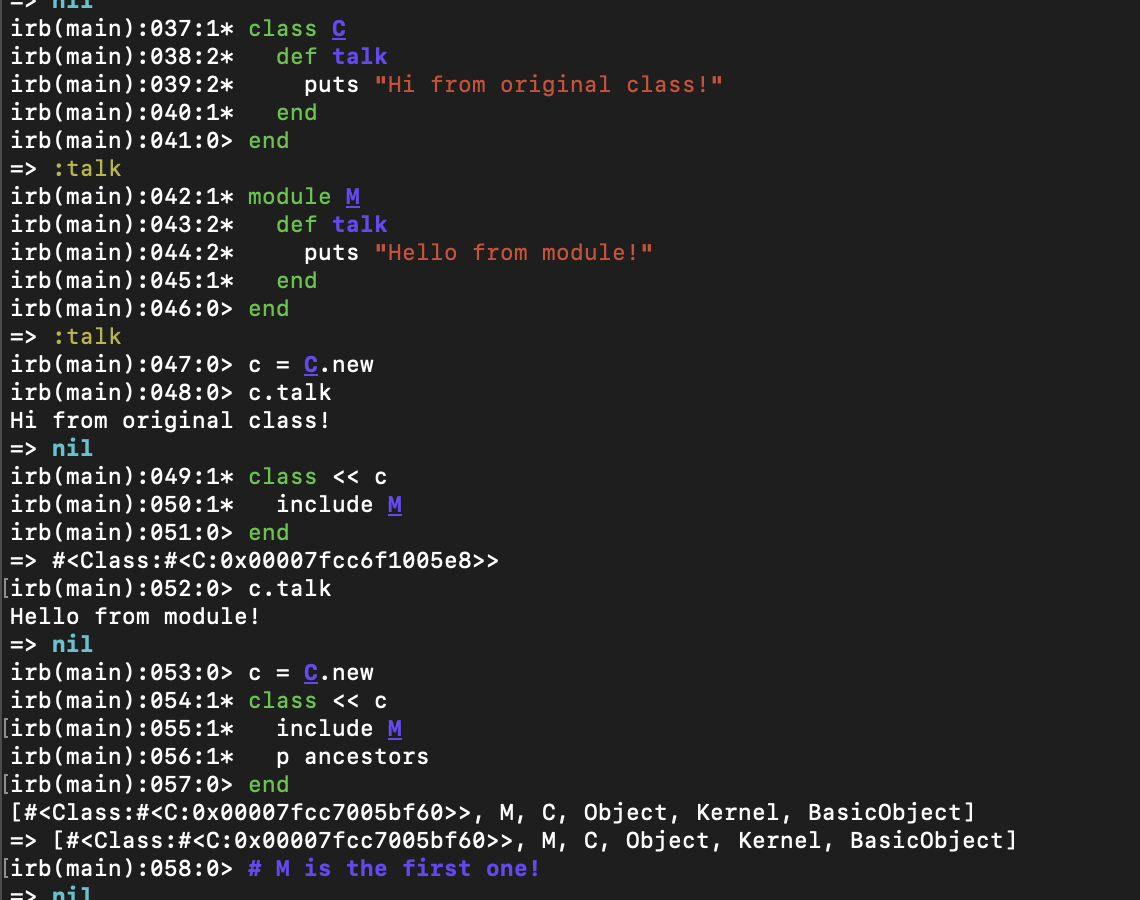 => nil
irb(main):037:1* class C
irb(main):038:2*   def talk
irb(main):039:2*     puts "Hi from original class!"
irb(main):040:1*   end
irb(main):041:0> end
=> :talk
irb(main):042:1* module M
irb(main):043:2*   def talk
irb(main):044:2*     puts "Hello from module!"
irb(main):045:1*   end
irb(main):046:0> end
=> :talk
irb(main):047:0> c = C.new
irb(main):048:0> c.talk
Hi from original class!
=> nil
irb(main):049:1* class << c
irb(main):050:1*   include M
irb(main):051:0> end
=> #<Class:#<C:0x00007fcc6f1005e8>>
[irb(main):052:0> c.talk
Hello from module!
=> nil
irb(main):053:0> c = C.new
irb(main):054:1* class << c
[irb(main):055:1*   include M
irb(main):056:1*   p ancestors
[irb(main):057:0> end
[#<Class:#<C:0x00007fcc7005bf60>>, M, C, Object, Kernel, BasicObject]
=> [#<Class:#<C:0x00007fcc7005bf60>>, M, C, Object, Kernel, BasicObject]
[irb(main):058:0> # M is the first one!
=> nil